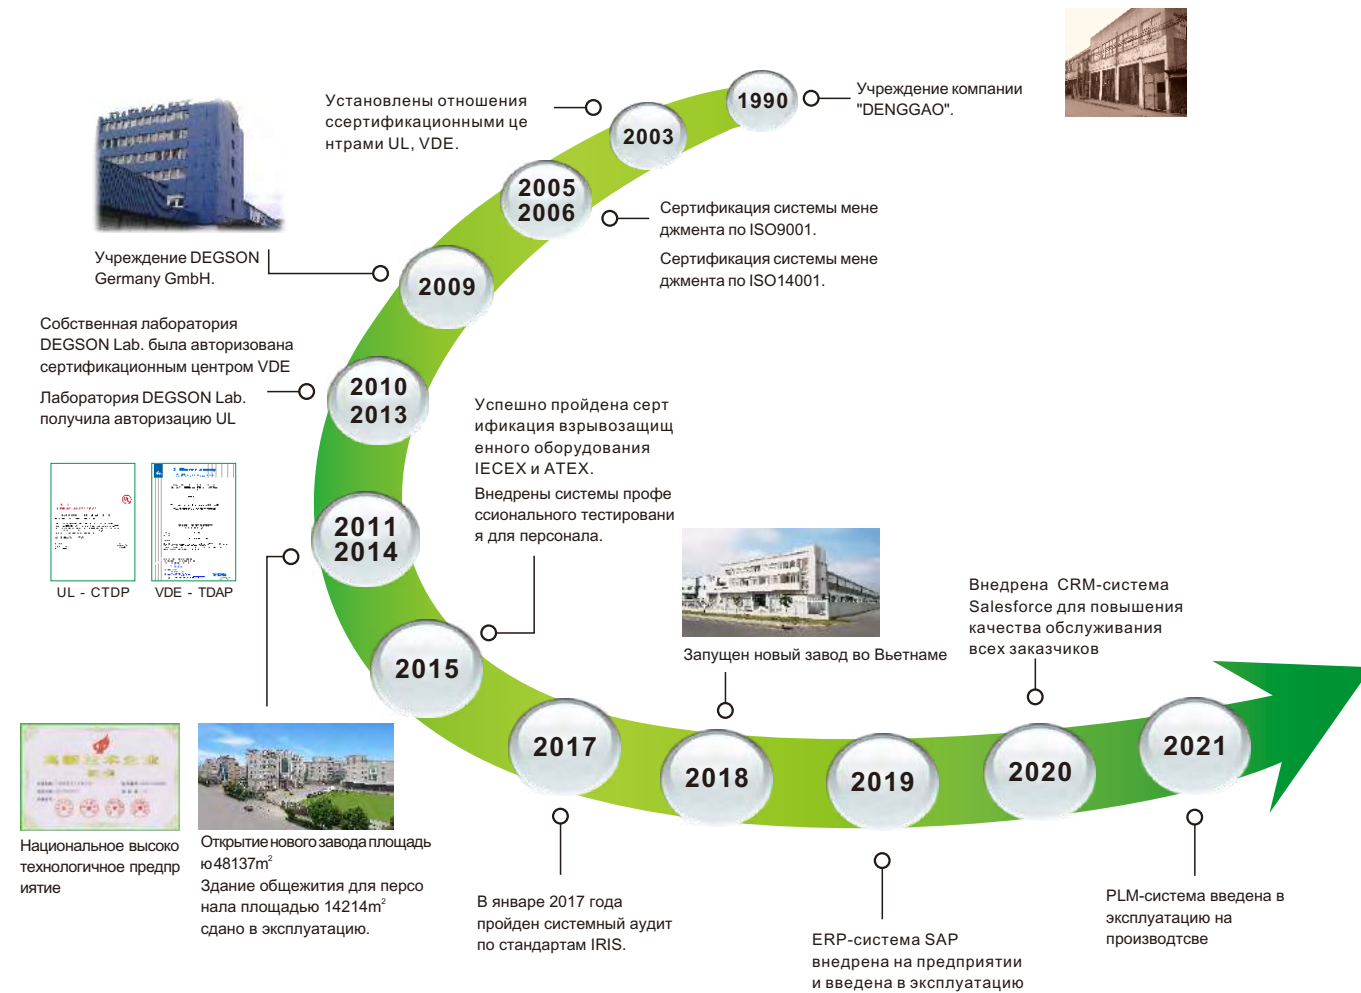 1990
Учреждение компании
"DENGGAO".
Установлены отношения
ссертификационными це
нтрами UL, VDE.
2003
2005
2006
Сертификация системы мене
джмента по ISO9001.
Сертификация системы мене
джмента по ISO14001.
Учреждение DEGSON
Germany GmbH.
2009
Собственная лаборатория
DEGSON Lab. была авторизована
сертификационным центром VDE
Лаборатория DEGSON Lab.
получила авторизацию UL
2010
2013
UL - CTDP
VDE - TDAP
2011
2014
Национальное высоко
технологичное предпр
иятие
Открытие нового завода площадь
ю48137m²
Здание общежития для персо
нала площадью 14214m²
сдано в эксплуатацию.
Успешно пройдена серт
ификация взрывозащищ
енного оборудования
IECEX и ATEX.
Внедрены системы профе
ссионального тестировани
я для персонала.
2015
2017
В январе 2017 года
пройден системный аудит
по стандартам IRIS.
Запущен новый завод во Вьетнаме
2018
2019
ERP-система SAP
внедрена на предприятии
и введена в эксплуатацию
Внедрена CRM-система
Salesforce для повышения
качества обслуживания
всех заказчиков
2020
2021
PLM-система введена в
эксплуатацию на
производтсве